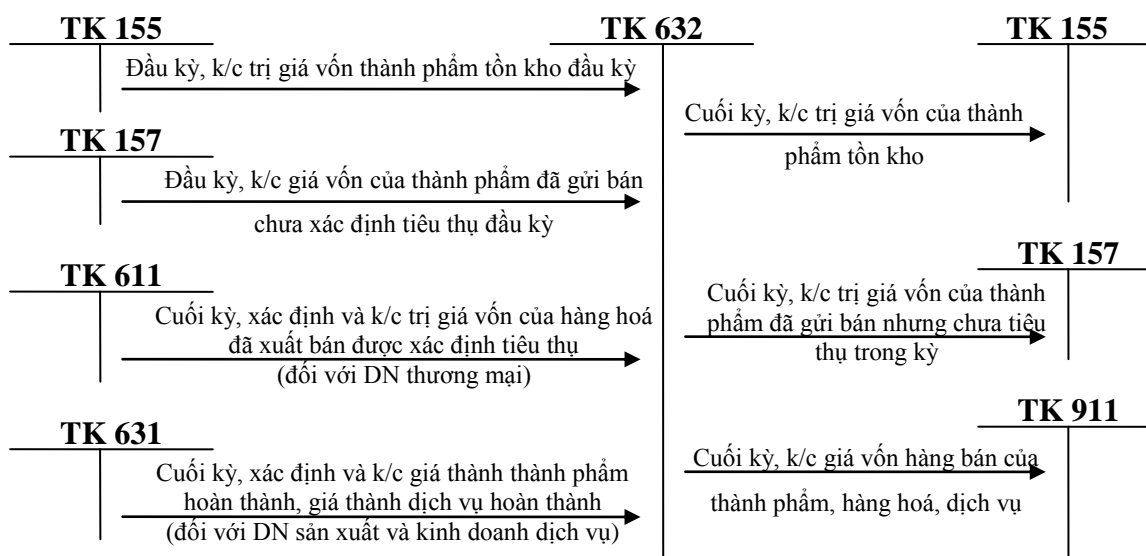 TK 155
TK 632
TK 155
Đầu kỳ, k/c trị giá vốn thành phẩm tồn kho đầu kỳ
Cuối kỳ, k/c trị giá vốn của thành
phẩm tồn kho
TK 157
Đầu kỳ, k/c giá vốn của thành phẩm đã gửi bán
chưa xác định tiêu thụ đầu kỳ
TK 157
TK 611
Cuối kỳ, xác định và k/c trị giá vốn của hàng hoá
đã xuất bán được xác định tiêu thụ
(đối với DN thương mại)
Cuối kỳ, k/c trị giá vốn của thành
phẩm đã gửi bán nhưng chưa tiêu
thụ trong kỳ
TK 911
TK 631
Cuối kỳ, xác định và k/c giá thành thành phẩm
hoàn thành, giá thành dịch vụ hoàn thành
(đối với DN sản xuất và kinh doanh dịch vụ)
Cuối kỳ, k/c giá vốn hàng bán của
thành phẩm, hàng hoá, dịch vụ